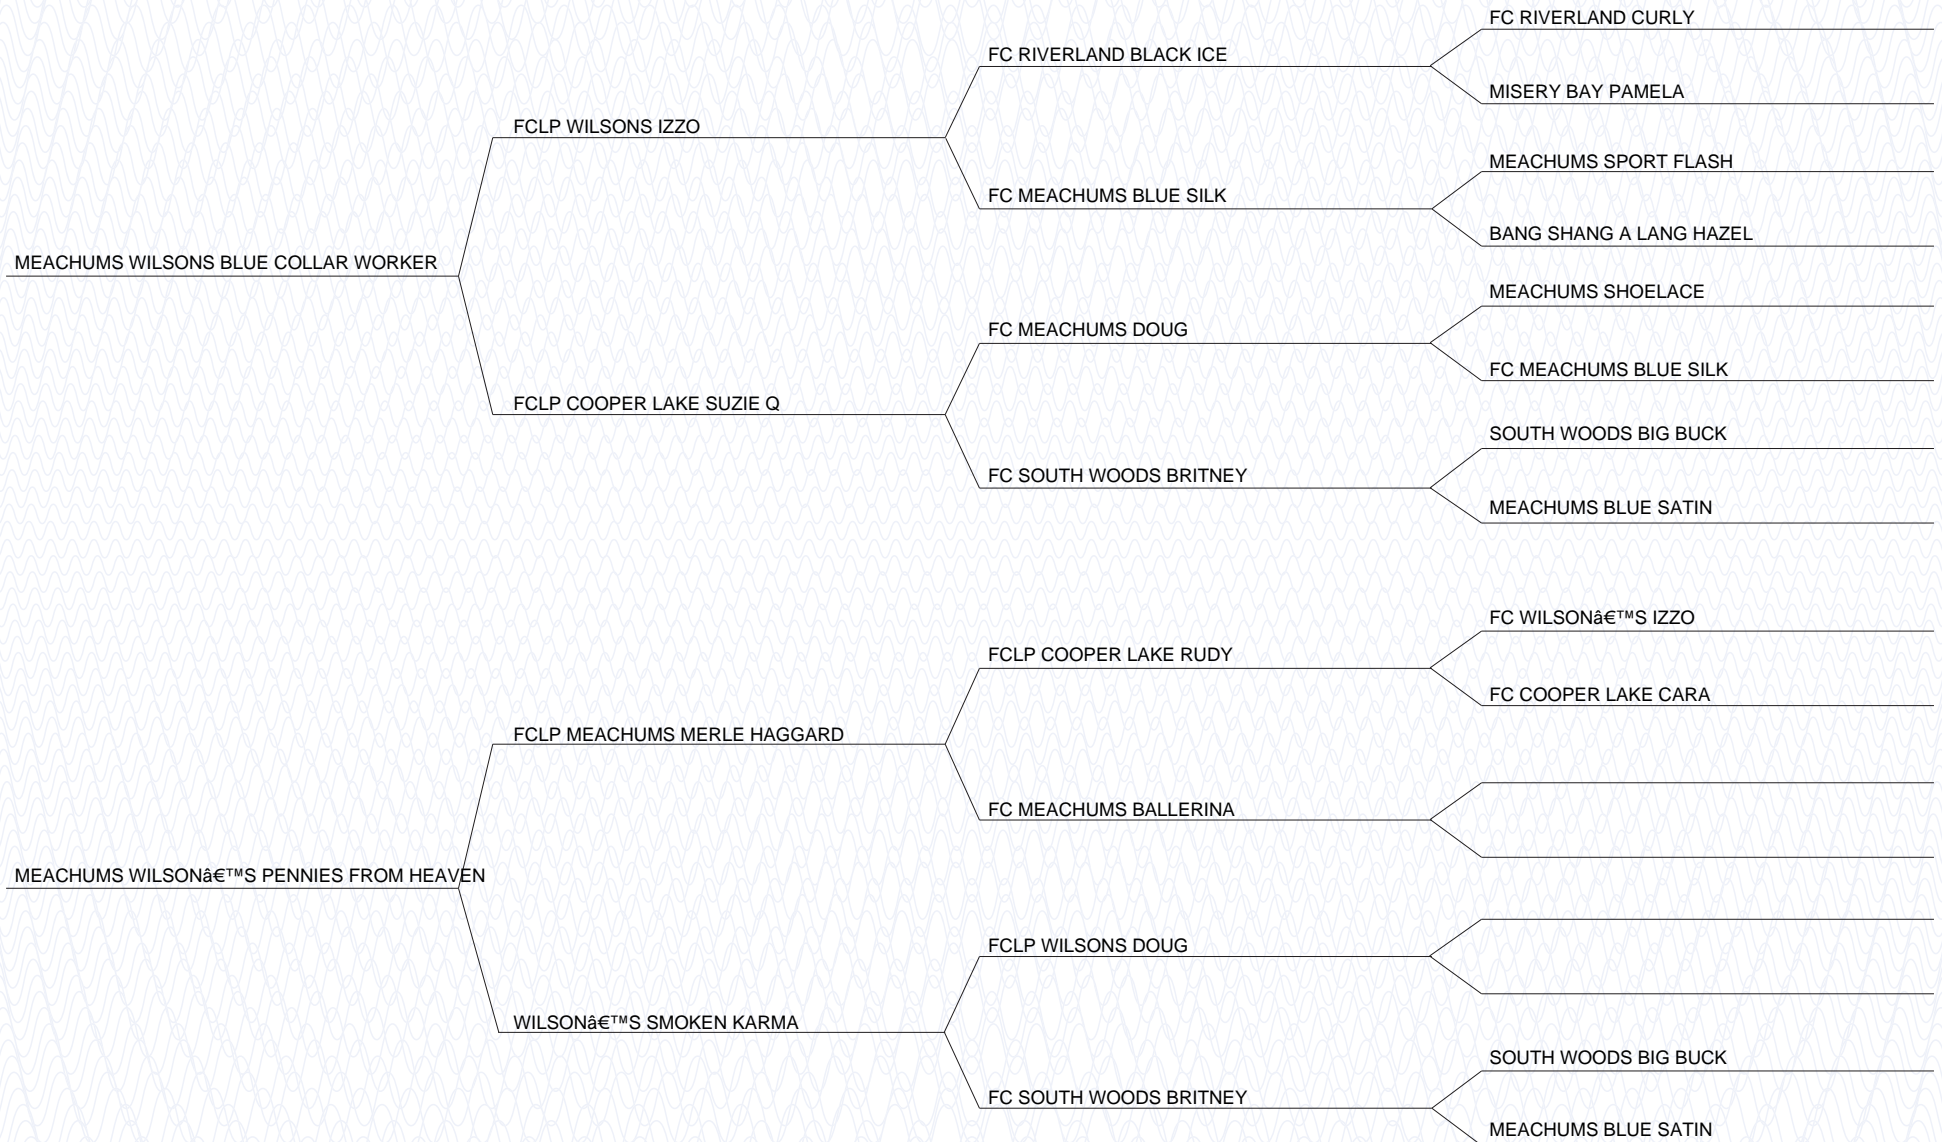 FC RIVERLAND CURLY
FC RIVERLAND BLACK ICE
MISERY BAY PAMELA
FCLP WILSONS IZZO
MEACHUMS SPORT FLASH
FC MEACHUMS BLUE SILK
BANG SHANG A LANG HAZEL
MEACHUMS WILSONS BLUE COLLAR WORKER
MEACHUMS SHOELACE
FC MEACHUMS DOUG
FC MEACHUMS BLUE SILK
FCLP COOPER LAKE SUZIE Q
SOUTH WOODS BIG BUCK
FC SOUTH WOODS BRITNEY
MEACHUMS BLUE SATIN
FC WILSONâ€™S IZZO
FCLP COOPER LAKE RUDY
FC COOPER LAKE CARA
FCLP MEACHUMS MERLE HAGGARD
FC MEACHUMS BALLERINA
MEACHUMS WILSONâ€™S PENNIES FROM HEAVEN
FCLP WILSONS DOUG
WILSONâ€™S SMOKEN KARMA
SOUTH WOODS BIG BUCK
FC SOUTH WOODS BRITNEY
MEACHUMS BLUE SATIN